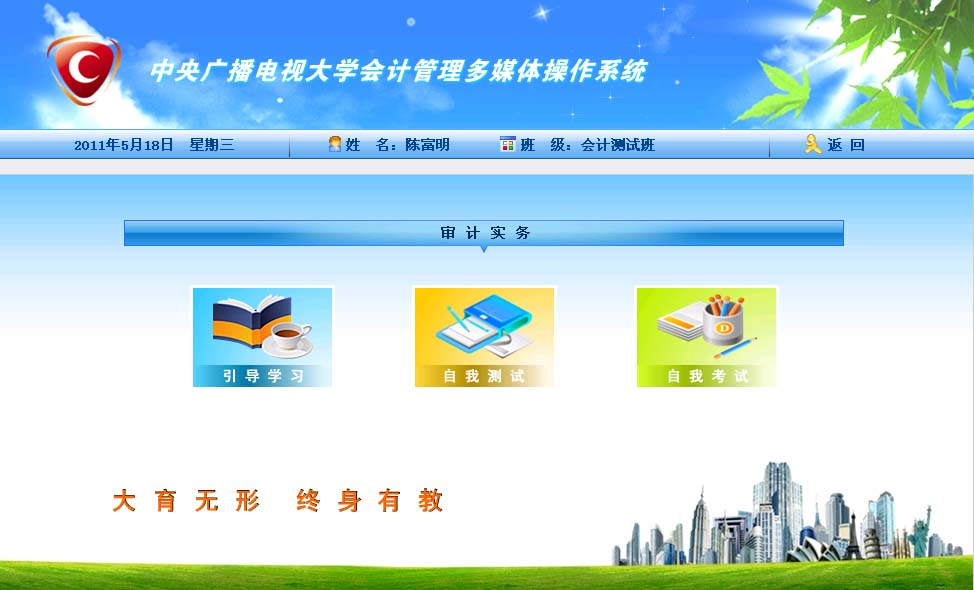 中央广播电视大学会计管理多媒体操作系统
2011年5月18日 星期三 姓 名：陈富明 班 级：会计测试班 返 回
审 计 实 务
引 导 学 习 自 我 测 试 自 我 考 试
D
大 育 无 形 终 身 有 教